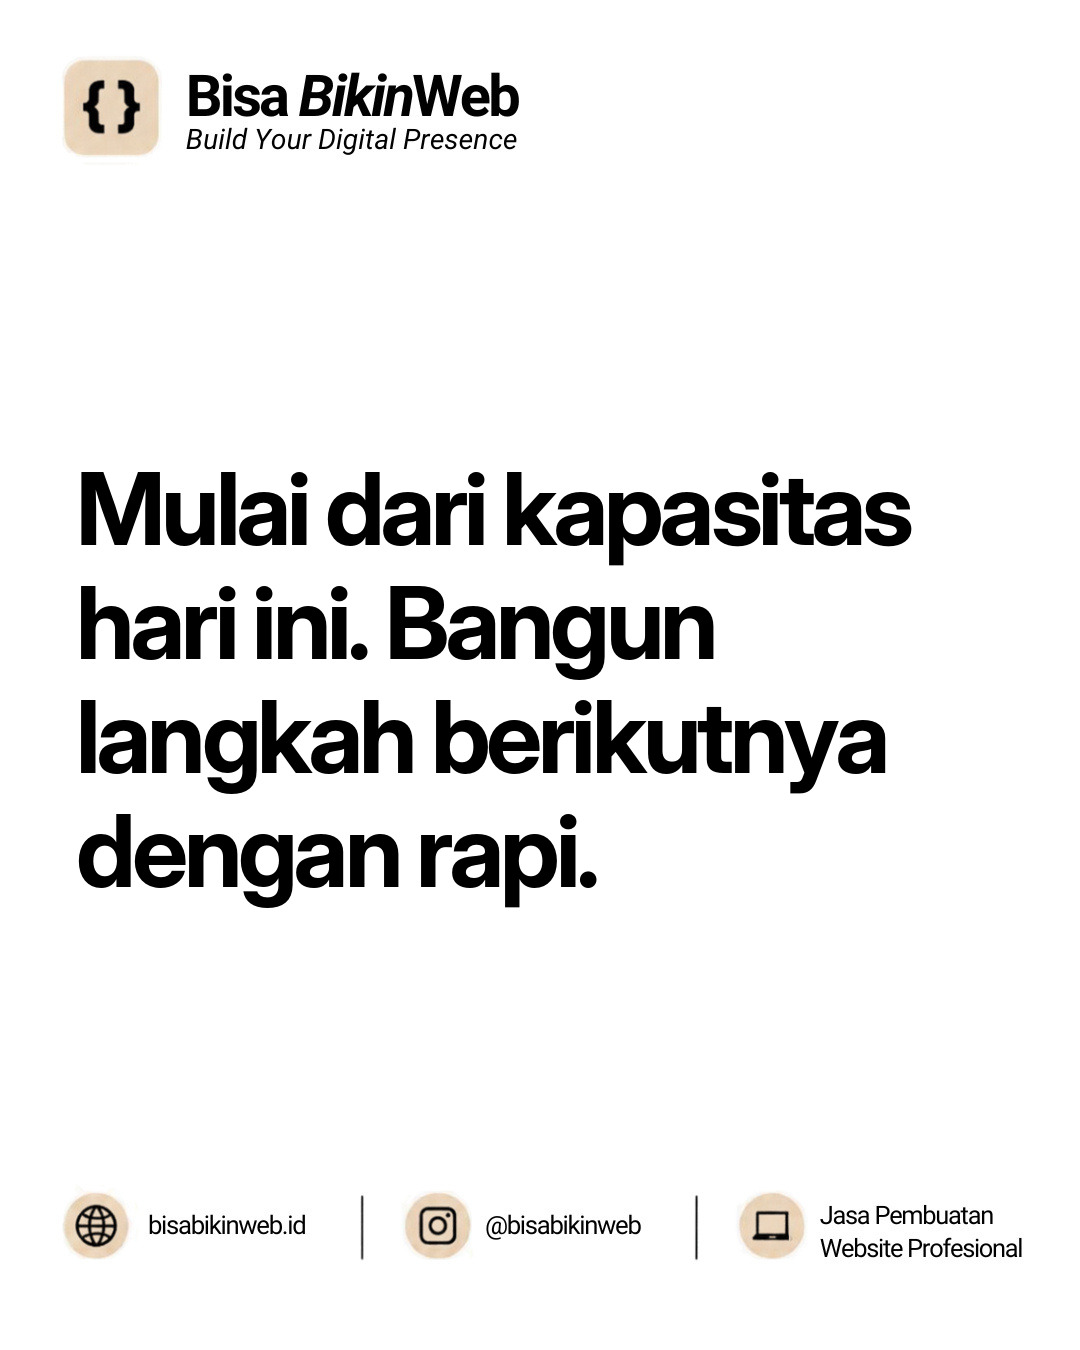 { }
Bisa BikinWeb
Build Your Digital Presence
Mulai dari kapasitas
hari ini. Bangun
langkah berikutnya
dengan rapi.
bisabikinweb.id
@bisabikinweb
Jasa Pembuatan
Website Profesional